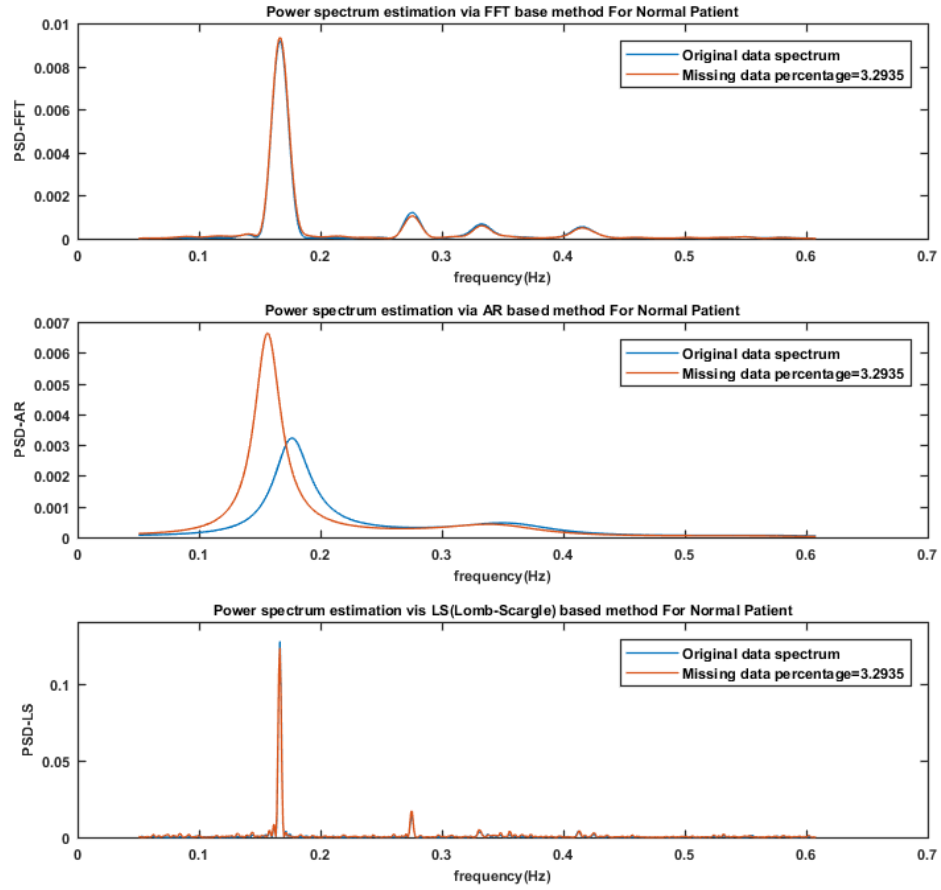 Power spectrum estimation via FFT base method For Normal Patient
0.01
0.008
0.006
0.004
0.002
0
PSD-FFT
Original data spectrum
Missing data percentage=3.2935
0 0.1 0.2 0.3 0.4 0.5 0.6 0.7
frequency(Hz)
Power spectrum estimation via AR based method For Normal Patient
0.007
0.006
0.005
0.004
0.003
0.002
0.001
0
PSD-AR
Original data spectrum
Missing data percentage=3.2935
0 0.1 0.2 0.3 0.4 0.5 0.6 0.7
frequency(Hz)
Power spectrum estimation vis LS(Lomb-Scargle) based method For Normal Patient
0.1
0.05
0
PSD-LS
Original data spectrum
Missing data percentage=3.2935
0 0.1 0.2 0.3 0.4 0.5 0.6 0.7
frequency(Hz)